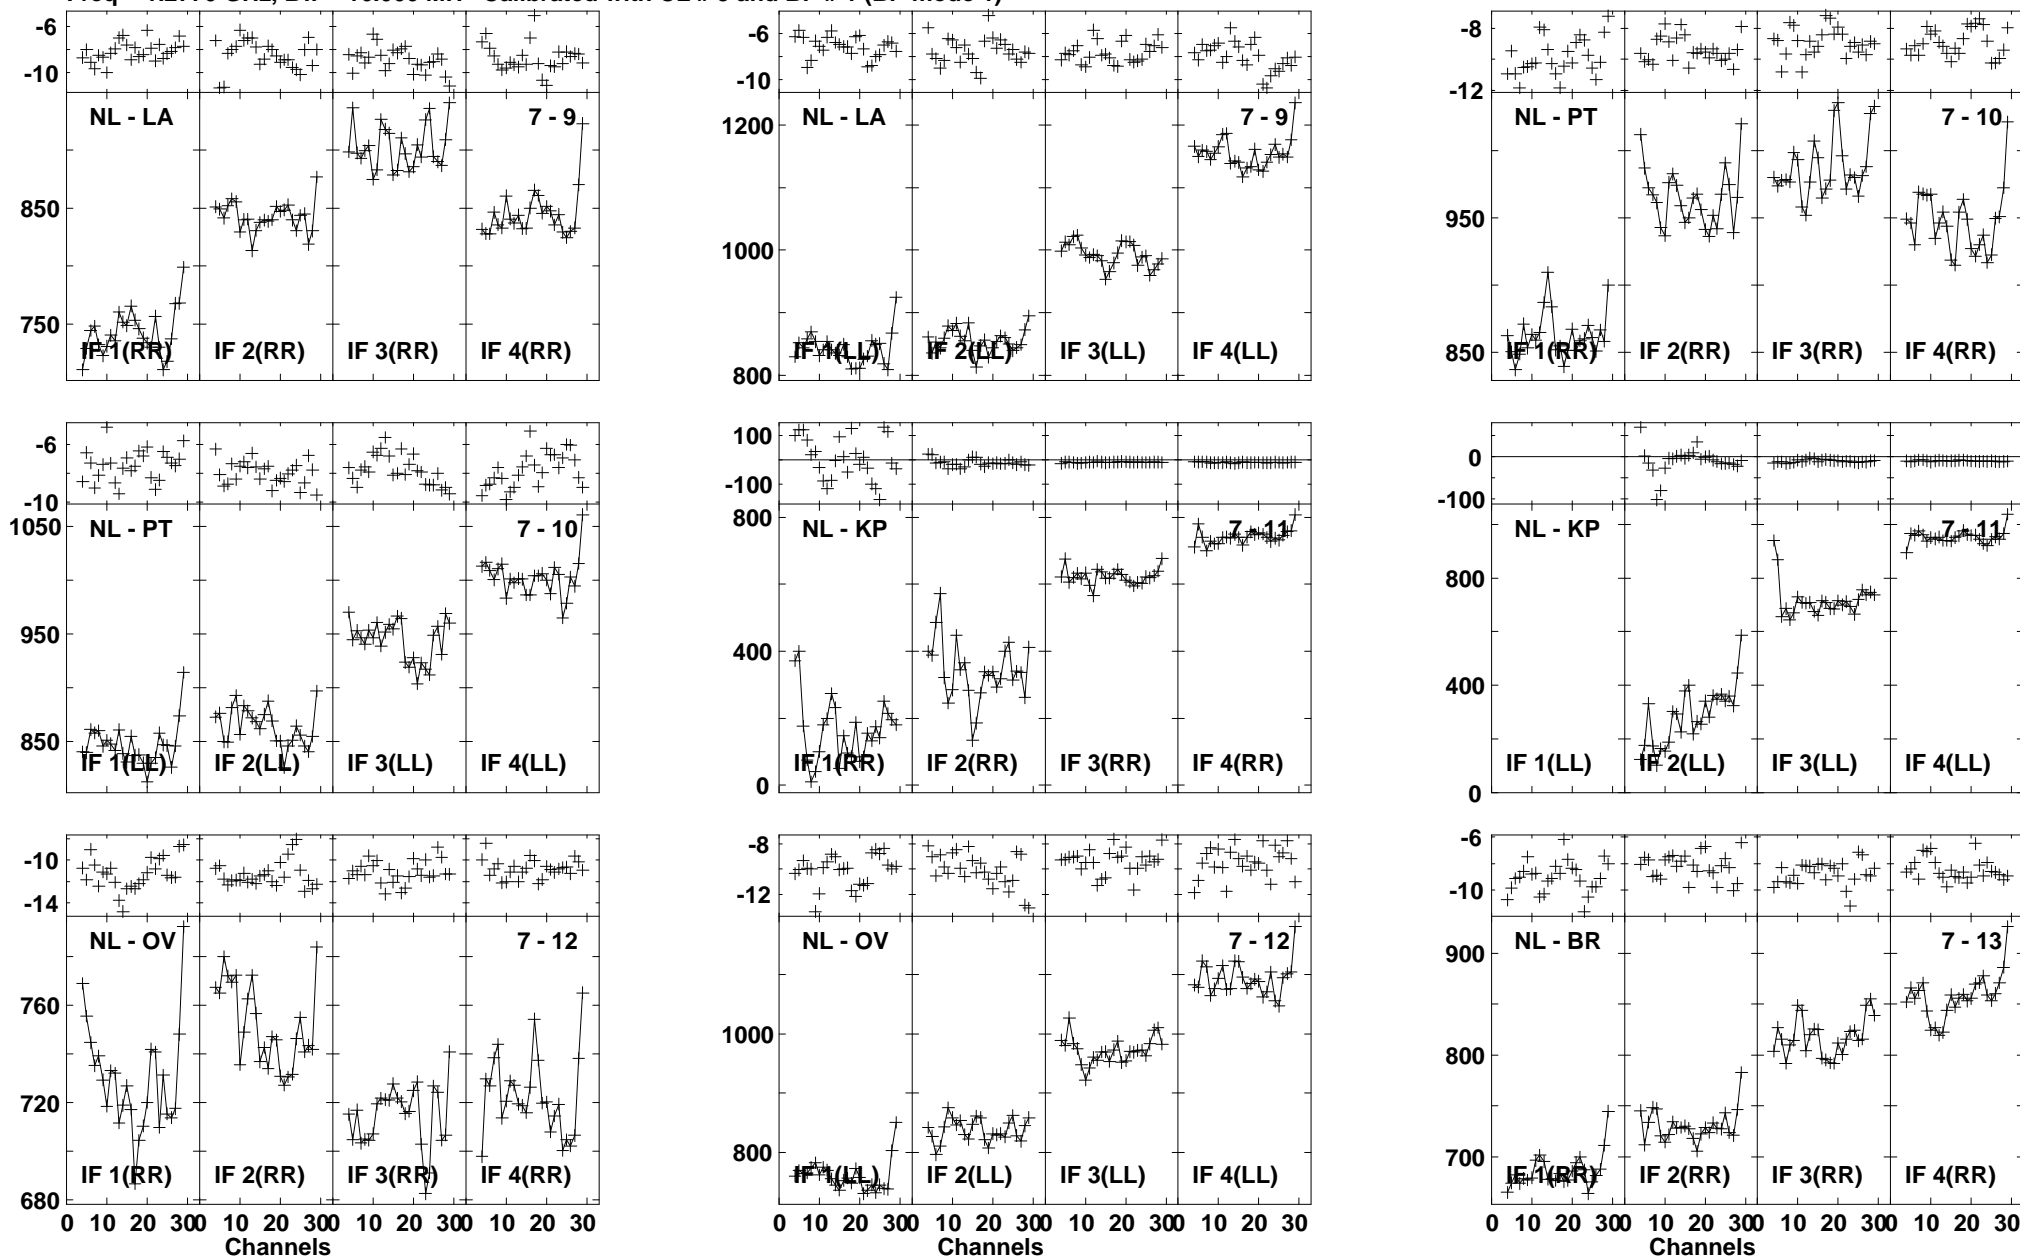 -6
-10
NL - LA
7 - 9
850
750
IF 1(RR)
IF 2(RR)
IF 3(RR)
IF 4(RR)
-6
-10
NL - LA
7 - 9
1200
1000
800
IF 1(LL)
IF 2(LL)
IF 3(LL)
IF 4(LL)
-8
-12
NL - PT
7 - 10
950
850
IF 1(RR)
IF 2(RR)
IF 3(RR)
IF 4(RR)
-6
-10
NL - PT
7 - 10
1050
950
850
IF 1(LL)
IF 2(LL)
IF 3(LL)
IF 4(LL)
100
0
-100
NL - KP
7 - 11
800
400
0
IF 1(RR)
IF 2(RR)
IF 3(RR)
IF 4(RR)
0
-100
NL - KP
7 - 11
800
400
0
IF 1(LL)
IF 2(LL)
IF 3(LL)
IF 4(LL)
-10
-14
NL - OV
7 - 12
760
720
680
IF 1(RR)
IF 2(RR)
IF 3(RR)
IF 4(RR)
0 10 20 30 0 10 20 30 0 10 20 30 0 10 20 30
Channels
-8
-12
NL - OV
7 - 12
1000
800
IF 1(LL)
IF 2(LL)
IF 3(LL)
IF 4(LL)
0 10 20 30 0 10 20 30 0 10 20 30 0 10 20 30
Channels
-6
-10
NL - BR
7 - 13
900
800
700
IF 1(RR)
IF 2(RR)
IF 3(RR)
IF 4(RR)
0 10 20 30 0 10 20 30 0 10 20 30 0 10 20 30
Channels